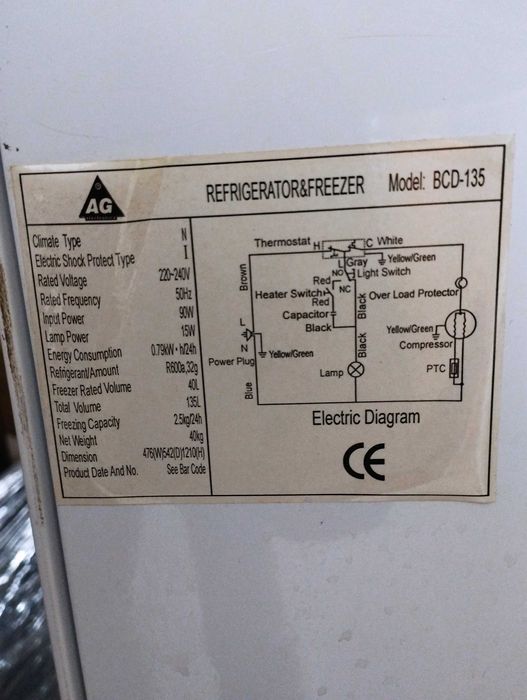 AG
REFRIGERATOR&FREEZER
Model: BCD-135
Climate Type N
Electric Shock Protect Type I
Rated Voltage 220~240V
Rated Frequency 50Hz
Input Power 90W
Lamp Power 15W
Energy Consumption 0.79kW·h/24h
Refrigerant/Amount R600a,32g
Freezer Rated Volume 40L
Total Volume 135L
Freezing Capacity 2.5kg/24h
Net Weight 40kg
Dimension 476(W)542(D)1210(H)
Product Date And No. See Bar Code
Thermostat H C White
L Gray Yellow/Green
NO Light Switch
Brown
Red NC
Heater Switch
Red
Over Load Protector
Capacitor
Black
Black
Black
L
N
Yellow/Green
Power Plug
Yellow/Green
Compressor
Lamp
PTC
Blue
Electric Diagram
CE